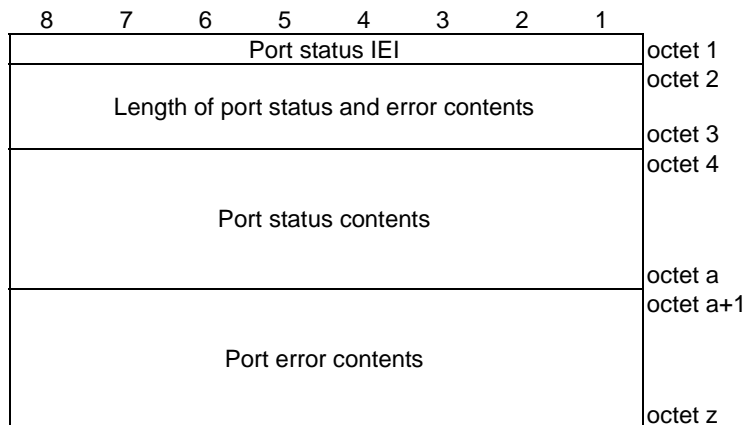 8 7 6 5 4 3 2 1
Port status IEI octet 1
octet 2
Length of port status and error contents
octet 3
octet 4
Port status contents
octet a
octet a+1
Port error contents
octet z